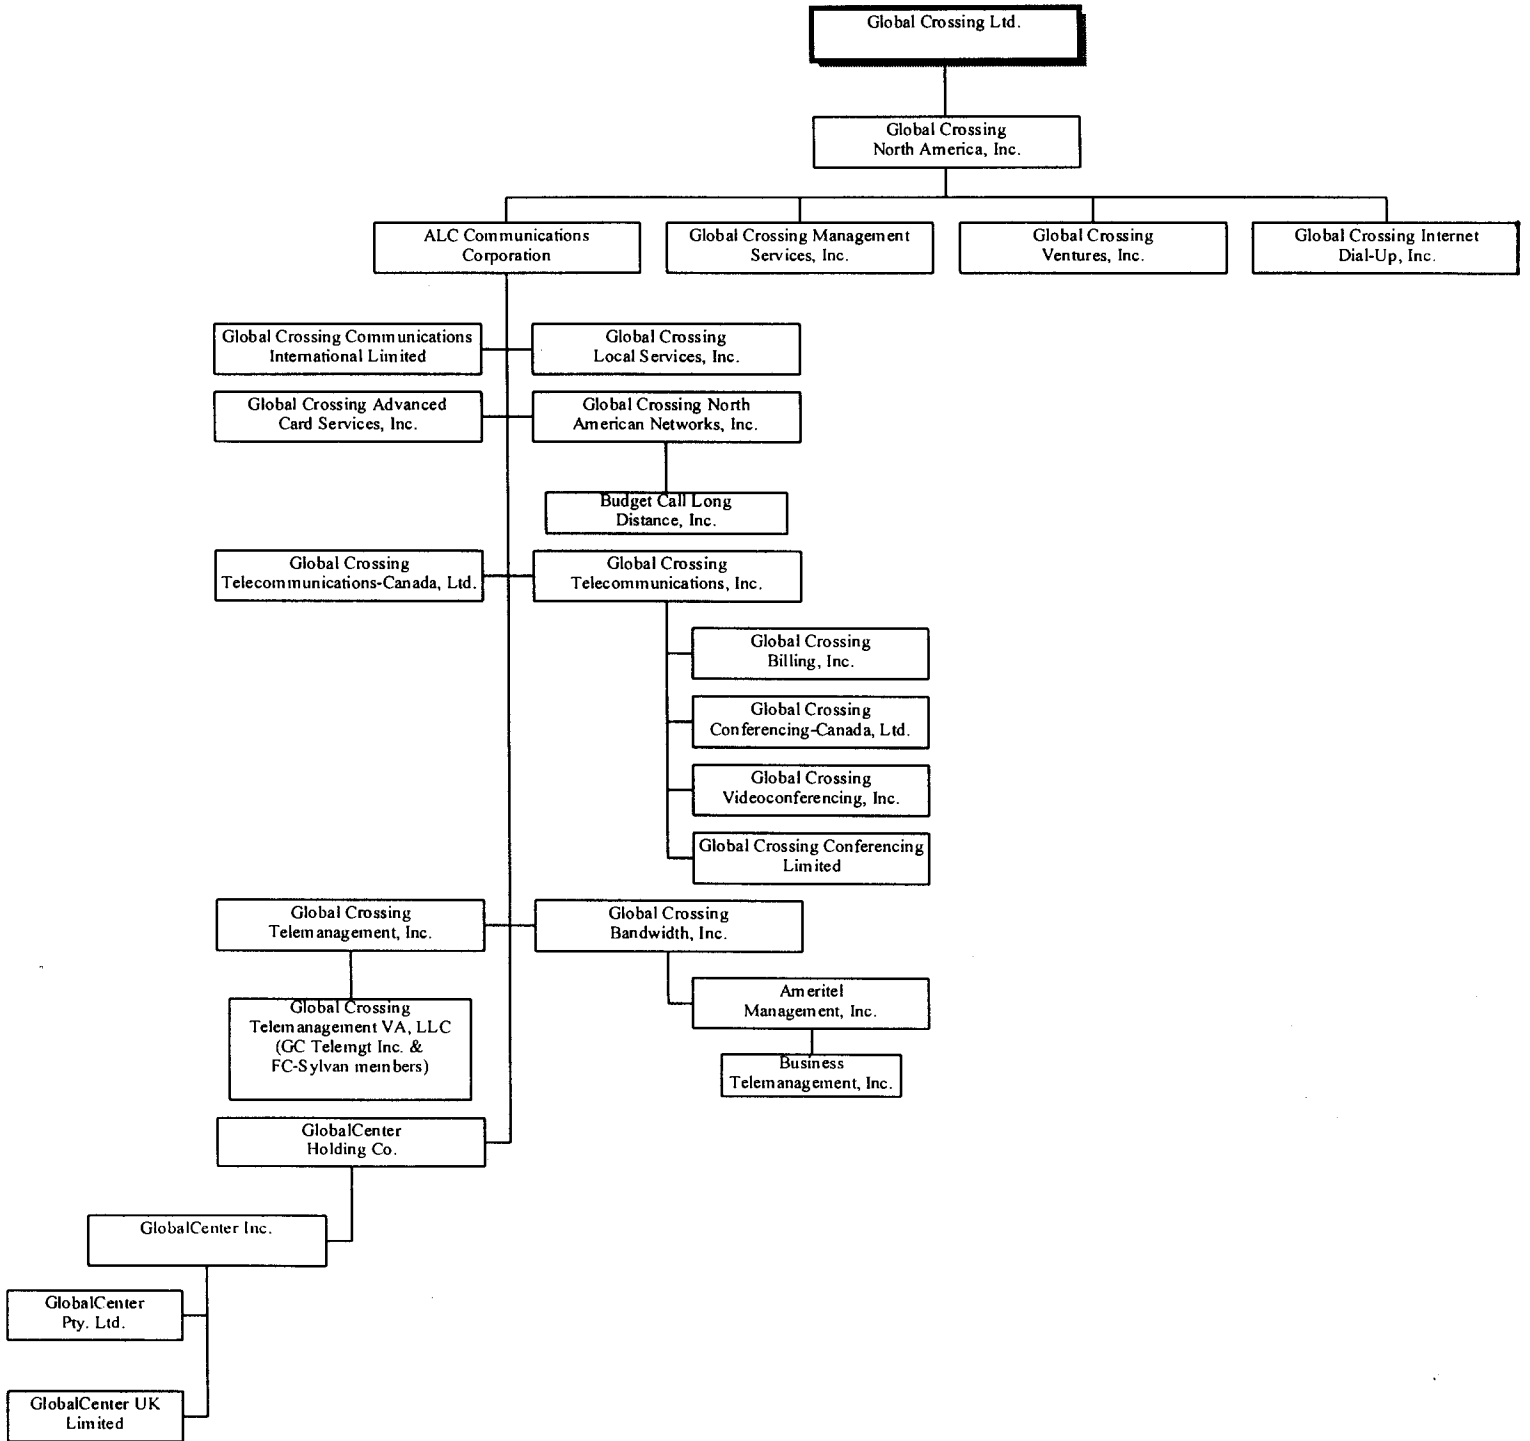 Global Crossing Ltd.
Global Crossing
North America, Inc.
ALC Communications
Corporation
Global Crossing Management
Services, Inc.
Global Crossing
Ventures, Inc.
Global Crossing Internet
Dial-Up, Inc.
Global Crossing Communications
International Limited
Global Crossing
Local Services, Inc.
Global Crossing Advanced
Card Services, Inc.
Global Crossing North
American Networks, Inc.
Budget Call Long
Distance, Inc.
Global Crossing
Telecommunications-Canada, Ltd.
Global Crossing
Telecommunications, Inc.
Global Crossing
Billing, Inc.
Global Crossing
Conferencing-Canada, Ltd.
Global Crossing
Videoconferencing, Inc.
Global Crossing Conferencing
Limited
Global Crossing
Telemanagement, Inc.
Global Crossing
Bandwidth, Inc.
Global Crossing
Telemanagement VA, LLC
(GC Telemgt Inc. &
FC-Sylvan members)
Ameritel
Management, Inc.
Business
Telemanagement, Inc.
GlobalCenter
Holding Co.
GlobalCenter Inc.
GlobalCenter
Pty. Ltd.
GlobalCenter UK
Limited